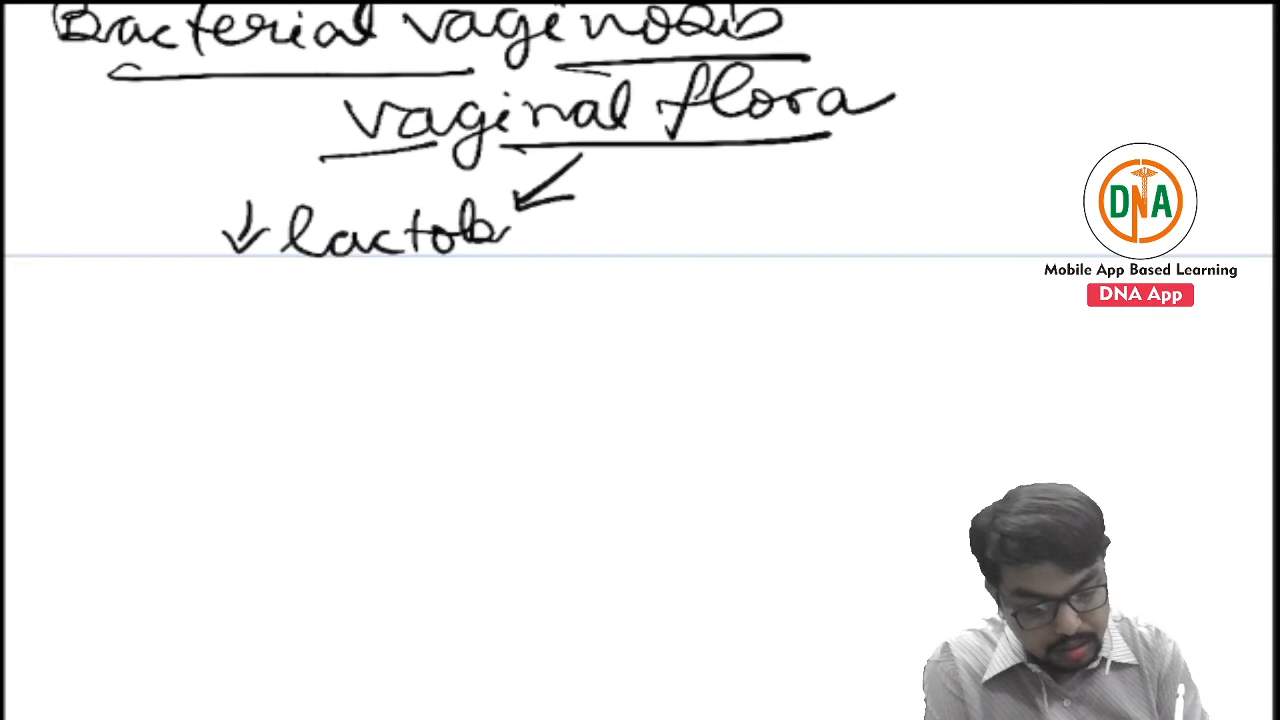 Bacterial vaginosis
vaginal flora
↓ lactob
DNA
Mobile App Based Learning
DNA App